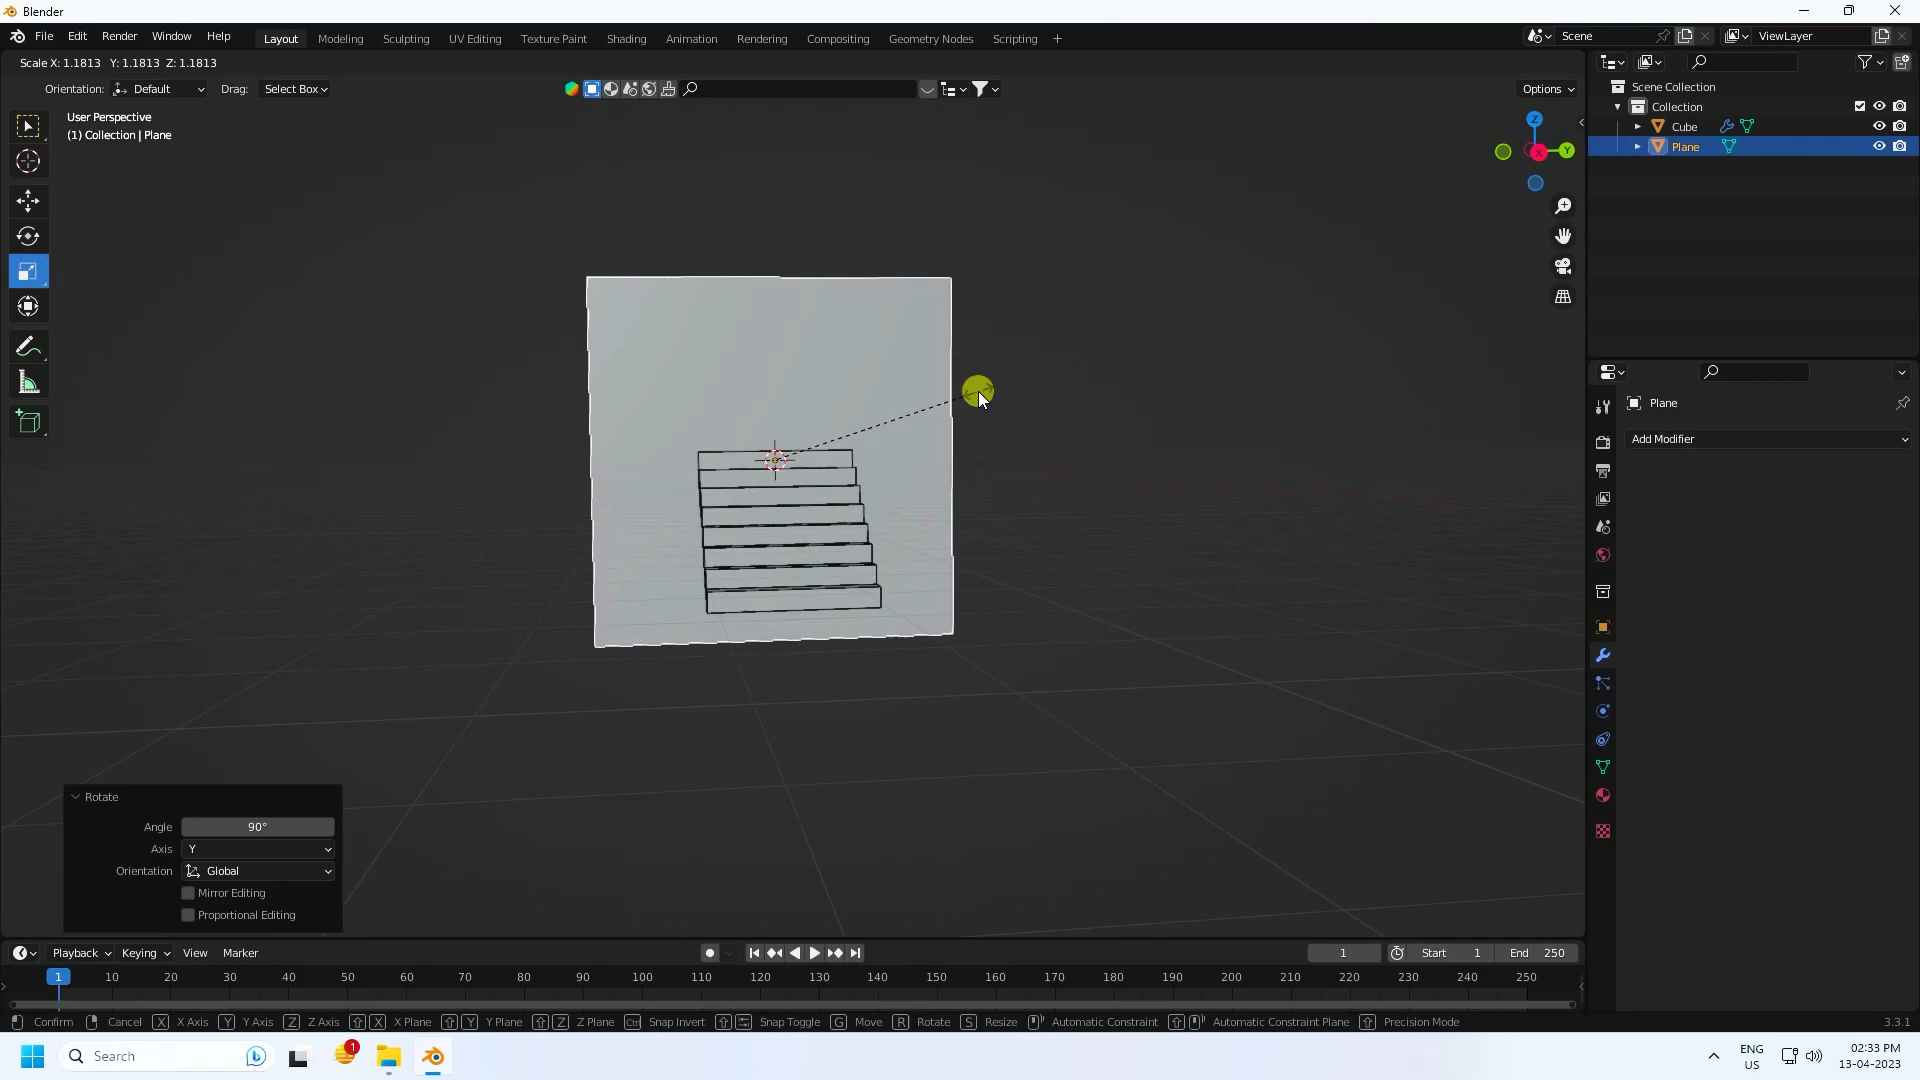 Blender
File Edit Render Window Help Layout Modeling Sculpting UV Editing Texture Paint Shading Animation Rendering Compositing Geometry Nodes Scripting + Scene ViewLayer
Scale X: 1.1813 Y: 1.1813 Z: 1.1813
Orientation: Default Drag: Select Box Options
User Perspective
(1) Collection | Plane
Z
Y
X
Scene Collection
Collection
Cube
Plane
Plane
Add Modifier
Rotate
Angle 90°
Axis Y
Orientation Global
Mirror Editing
Proportional Editing
Playback Keying View Marker 1 Start 1 End 250
1 10 20 30 40 50 60 70 80 90 100 110 120 130 140 150 160 170 180 190 200 210 220 230 240 250
Confirm Cancel X X Axis Y Y Axis Z Z Axis X X Plane Y Y Plane Z Z Plane Ctrl Snap Invert Snap Toggle G Move R Rotate S Resize Automatic Constraint Automatic Constraint Plane Precision Mode 3.3.1
Search 1 ENG US 02:33 PM
13-04-2023